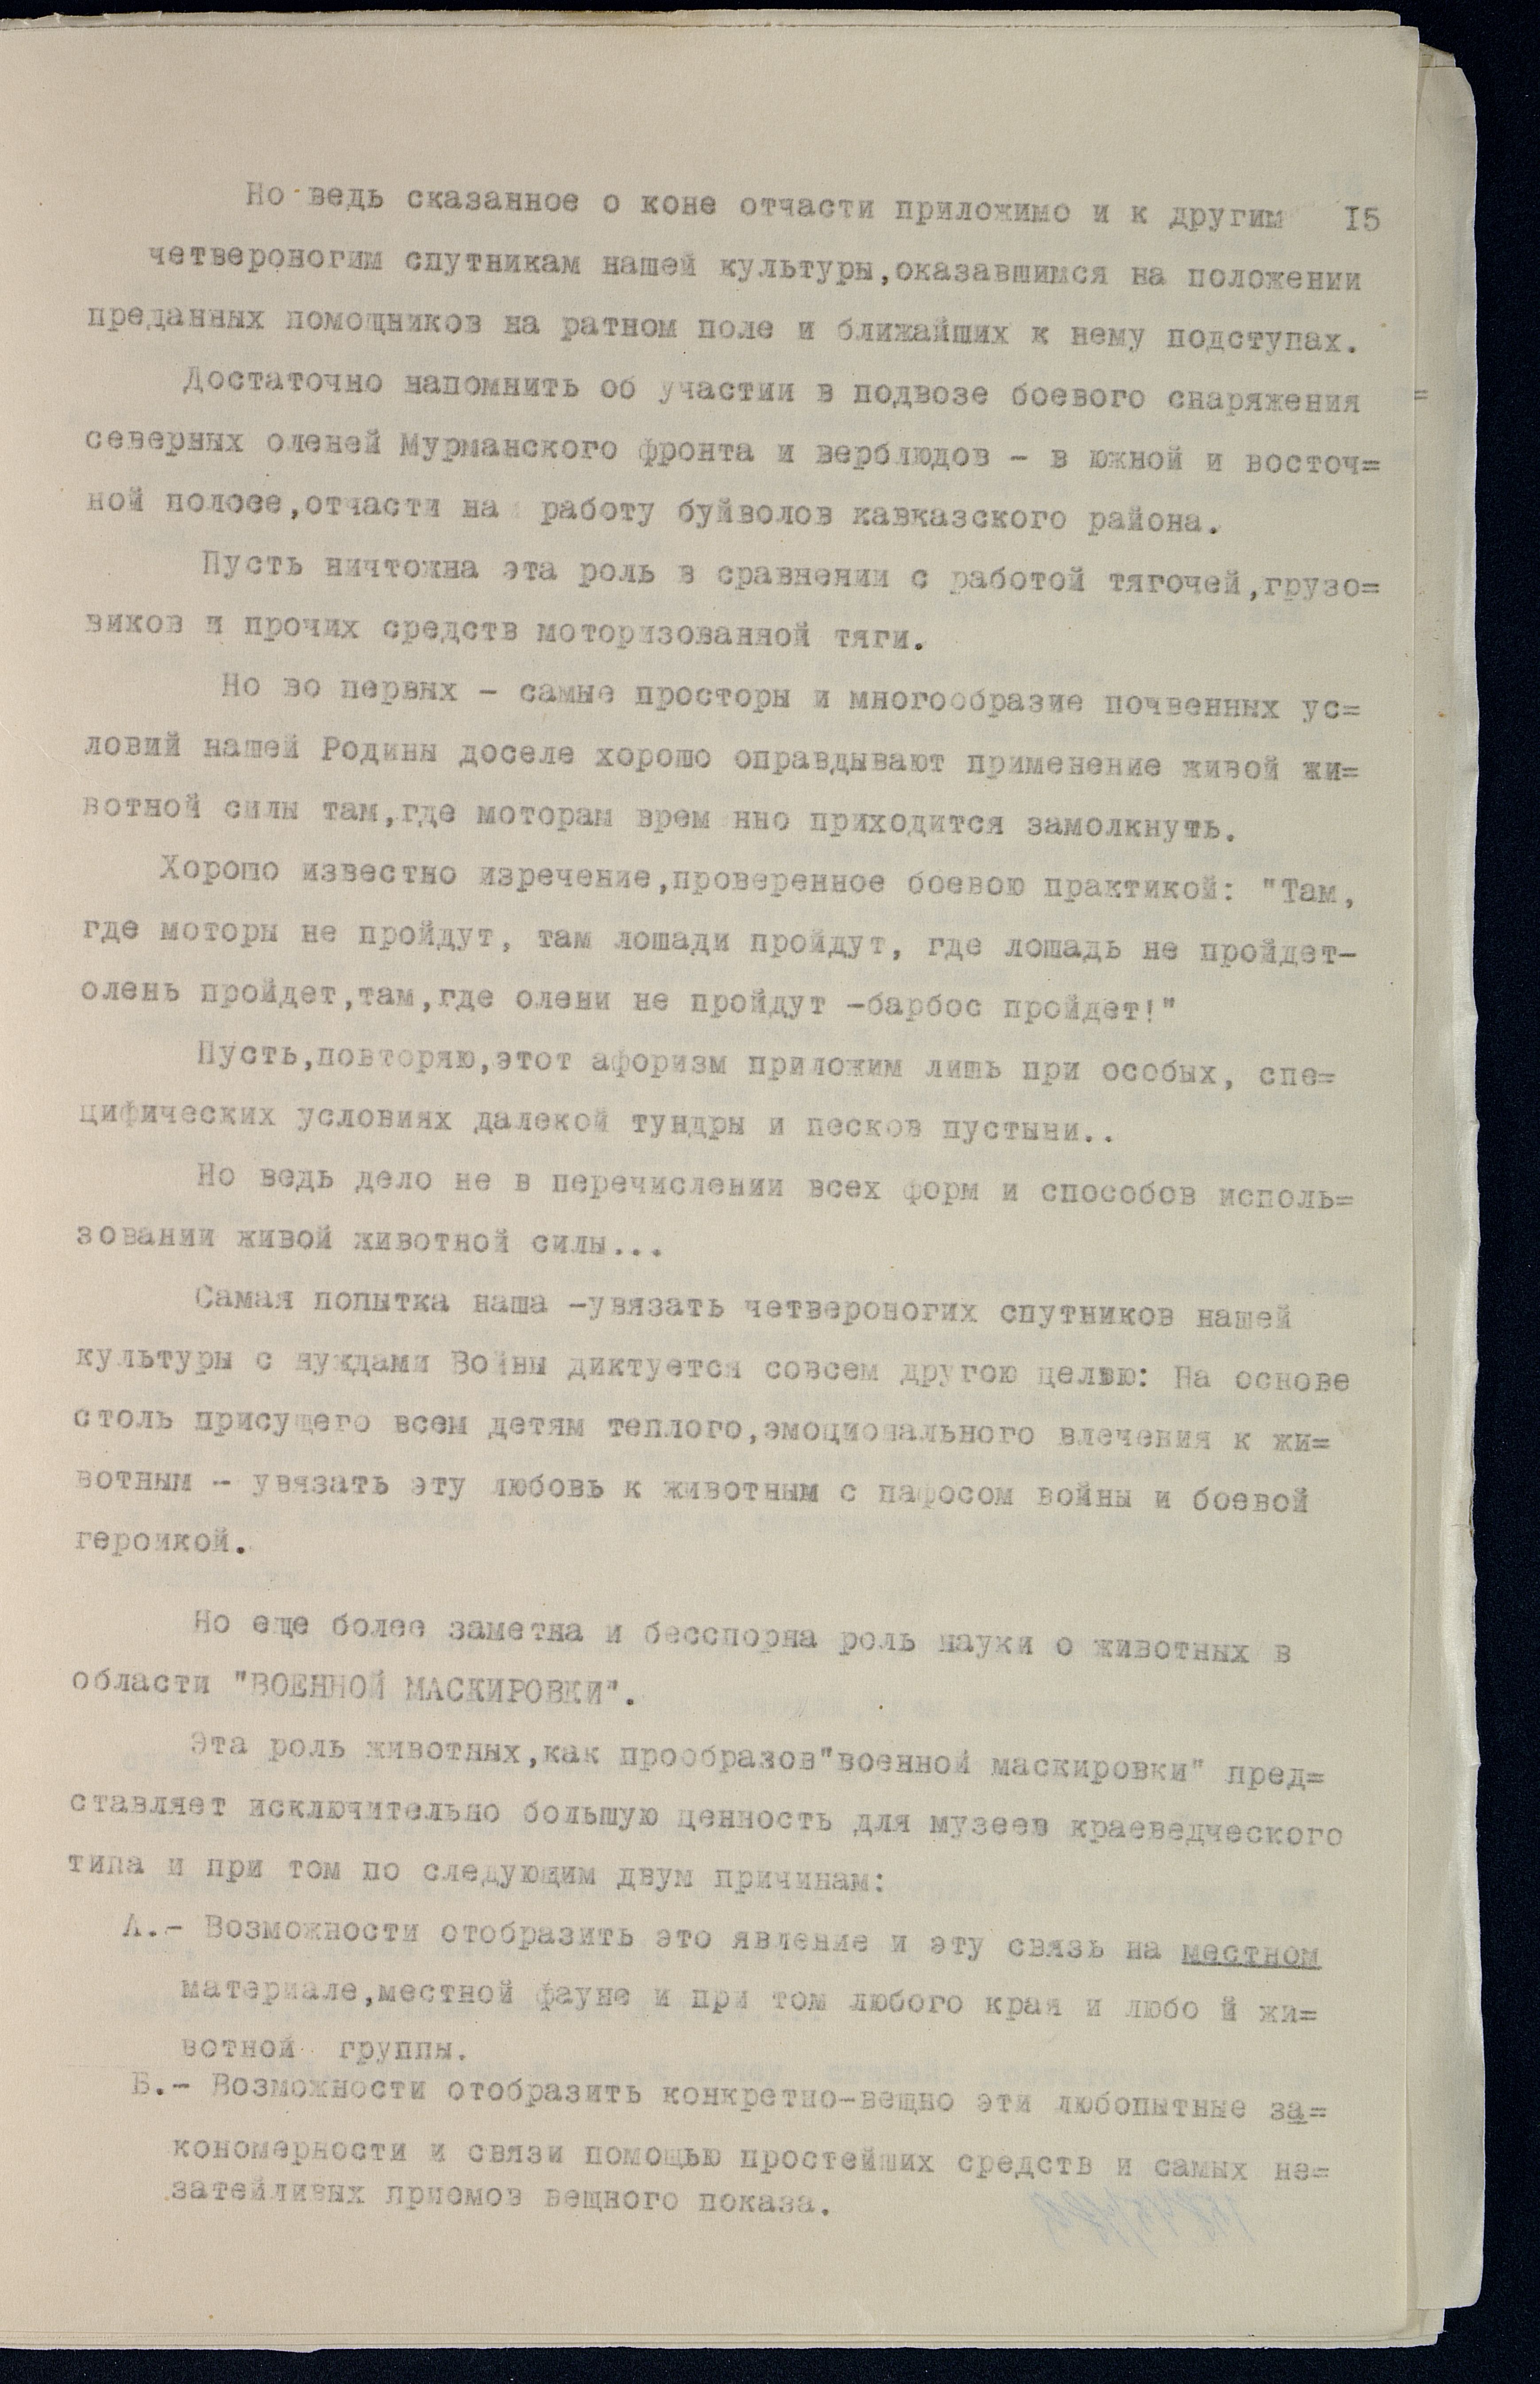 Но ведь сказанное о коне отчасти приложимо и к другим 15
четвероногим спутникам нашей культуры,оказавшимся на положении
преданных помощников на ратном поле и ближайших к нему подступах.
Достаточно напомнить об участии в подвозе боевого снаряжения
северных оленей Мурманского фронта и верблюдов - в южной и восточ=
ной полосе,отчасти на работу буйволов кавказского района.
Пусть ничтожна эта роль в сравнении с работой тягочей,грузо=
виков и прочих средств моторизованной тяги.
Но во первых - самые просторы и многообразие почвенных ус=
ловий нашей Родины доселе хорошо оправдывают применение живой жи=
вотной силы там,где моторам врем нно приходится замолкнуть.
Хорошо известно изречение,проверенное боевою практикой: "Там,
где моторы не пройдут, там лошади пройдут, где лошадь не пройдет-
олень пройдет,там,где олени не пройдут -барбос пройдет!"
Пусть,повторяю,этот афоризм приложим лишь при особых, спе=
цифических условиях далекой тундры и песков пустыни..
Но ведь дело не в перечислении всех форм и способов исполь=
зовании живой животной силы...
Самая попытка наша -увязать четвероногих спутников нашей
культуры с нуждами Войны диктуется совсем другою целью: На основе
столь присущего всем детям теплого,эмоционального влечения к жи=
вотным - увязать эту любовь к животным с пафосом войны и боевой
героикой.
Но еще более заметна и бесспорна роль науки о животных в
области "ВОЕННОЙ МАСКИРОВКИ".
Эта роль животных,как прообразов"военной маскировки" пред=
ставляет исключительно большую ценность для музеев краеведческого
типа и при том по следующим двум причинам:
А.- Возможности отобразить это явление и эту связь на местном
материале,местной фауне и при том любого края и любо й жи=
вотной группы.
Б.- Возможности отобразить конкретно-вещно эти любопытные за=
кономерности и связи помощью простейших средств и самых не=
затейливых приемов вещного показа.